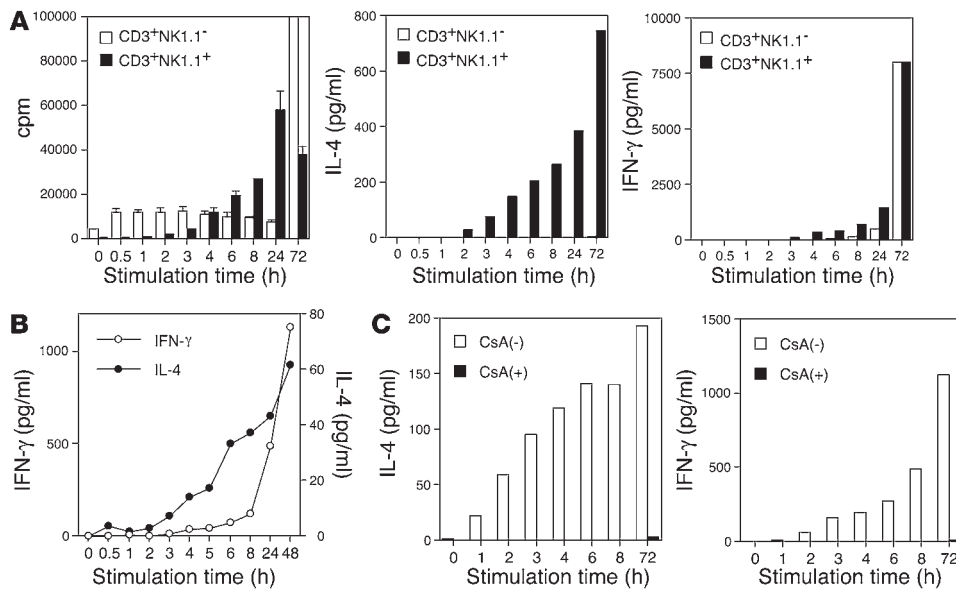 A
100000
80000
60000
40000
20000
0
cpm
CD3+NK1.1-
CD3+NK1.1+
0 0.5 1 2 3 4 6 8 24 72
Stimulation time (h)
800
600
400
200
0
IL-4 (pg/ml)
CD3+NK1.1-
CD3+NK1.1+
0 0.5 1 2 3 4 6 8 24 72
Stimulation time (h)
10000
7500
2500
0
IFN-γ (pg/ml)
CD3+NK1.1-
CD3+NK1.1+
0 0.5 1 2 3 4 6 8 24 72
Stimulation time (h)
B
1000
500
0
IFN-γ (pg/ml)
IFN-γ
IL-4
80
60
40
20
0
IL-4 (pg/ml)
0 0.5 1 2 3 4 5 6 8 24 48
Stimulation time (h)
C
200
150
100
50
0
IL-4 (pg/ml)
CsA(-)
CsA(+)
0 1 2 3 4 6 8 72
Stimulation time (h)
1500
1000
500
0
IFN-γ (pg/ml)
CsA(-)
CsA(+)
0 1 2 3 4 6 8 72
Stimulation time (h)